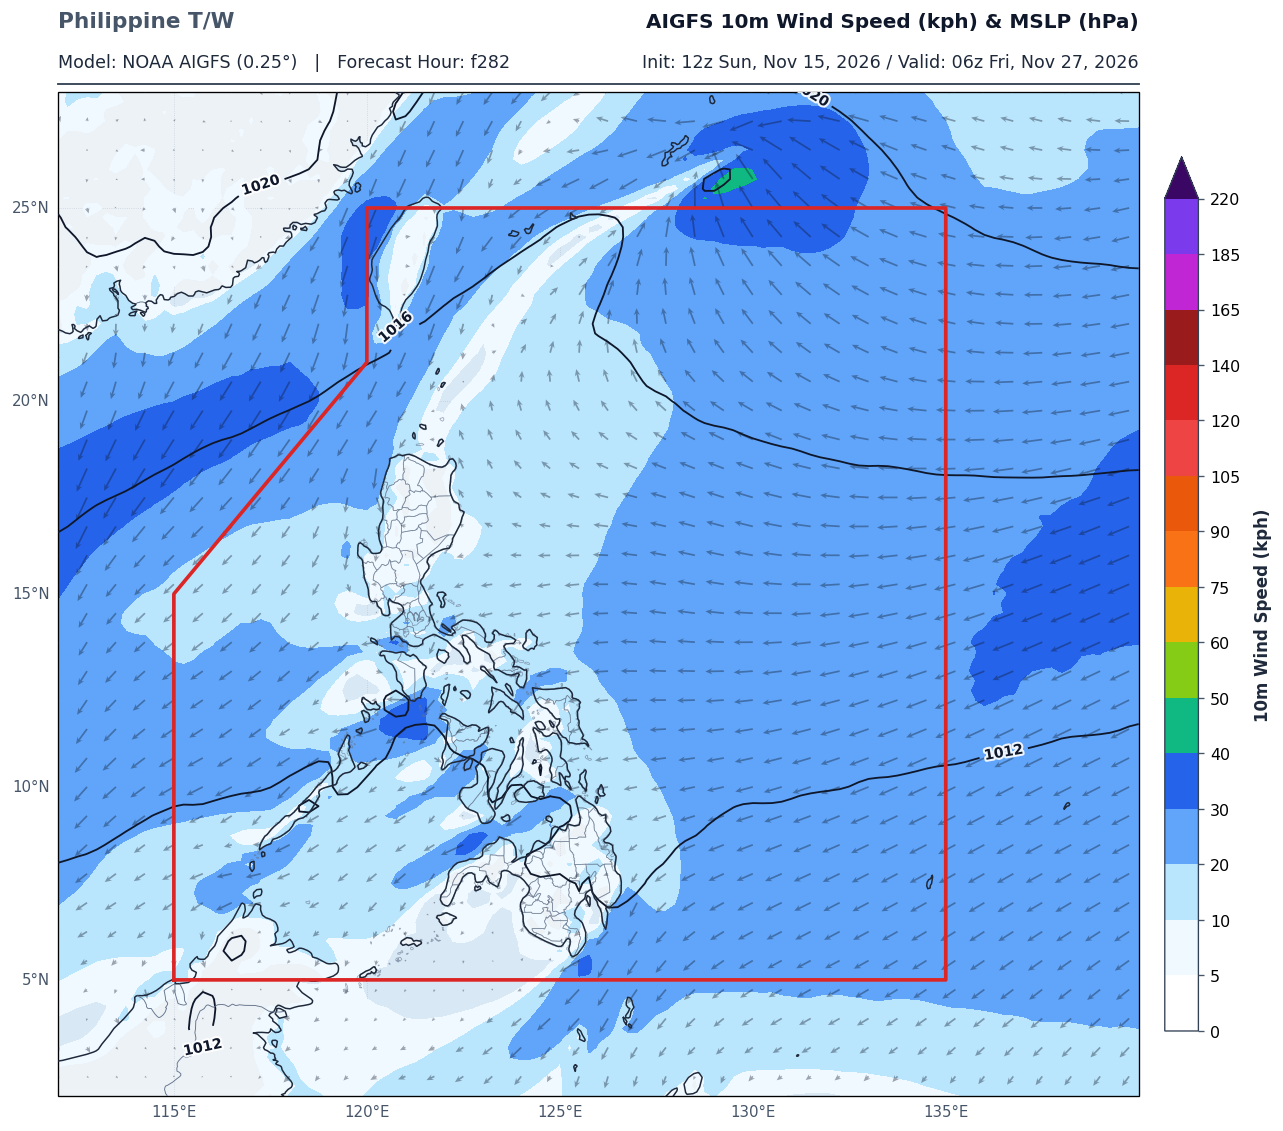 Philippine T/W
AIGFS 10m Wind Speed (kph) & MSLP (hPa)
Model: NOAA AIGFS (0.25°) | Forecast Hour: f282
Init: 12z Sun, Nov 15, 2026 / Valid: 06z Fri, Nov 27, 2026
1020
1016
1012
1012
25°N
20°N
15°N
10°N
5°N
115°E
120°E
125°E
130°E
135°E
220
185
165
140
120
105
90
75
60
50
40
30
20
10
5
0
10m Wind Speed (kph)